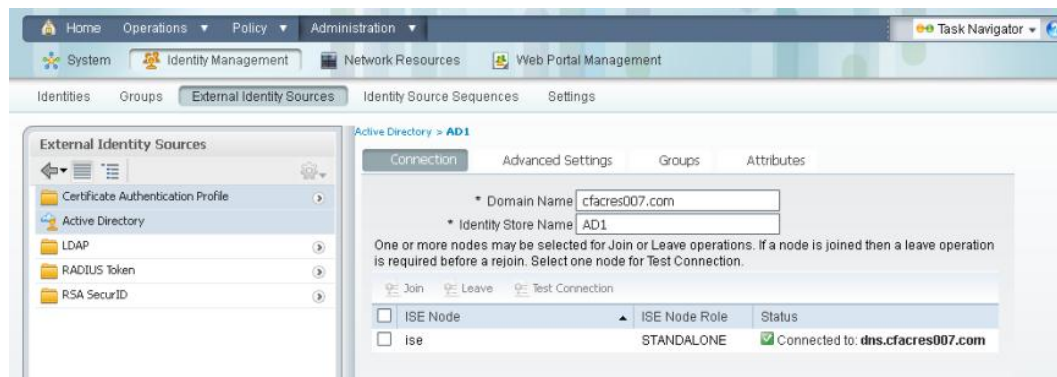 Home Operations Policy Administration Task Navigator
System Identity Management Network Resources Web Portal Management
Identities Groups External Identity Sources Identity Source Sequences Settings
External Identity Sources
Certificate Authentication Profile
Active Directory
LDAP
RADIUS Token
RSA SecurID
Active Directory > AD1
Connection Advanced Settings Groups Attributes
* Domain Name cfacres007.com
* Identity Store Name AD1
One or more nodes may be selected for Join or Leave operations. If a node is joined then a leave operation
is required before a rejoin. Select one node for Test Connection.
Join Leave Test Connection
ISE Node ISE Node Role Status
ise STANDALONE Connected to: dns.cfacres007.com